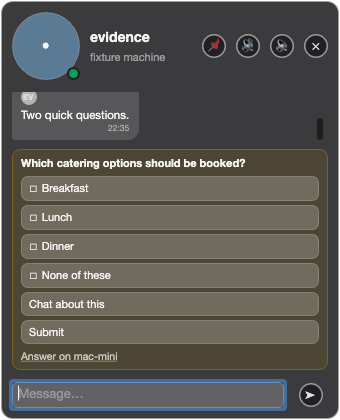 evidence
fixture machine
EV
Two quick questions.
22:35
Which catering options should be booked?
Breakfast
Lunch
Dinner
None of these
Chat about this
Submit
Answer on mac-mini
Message…